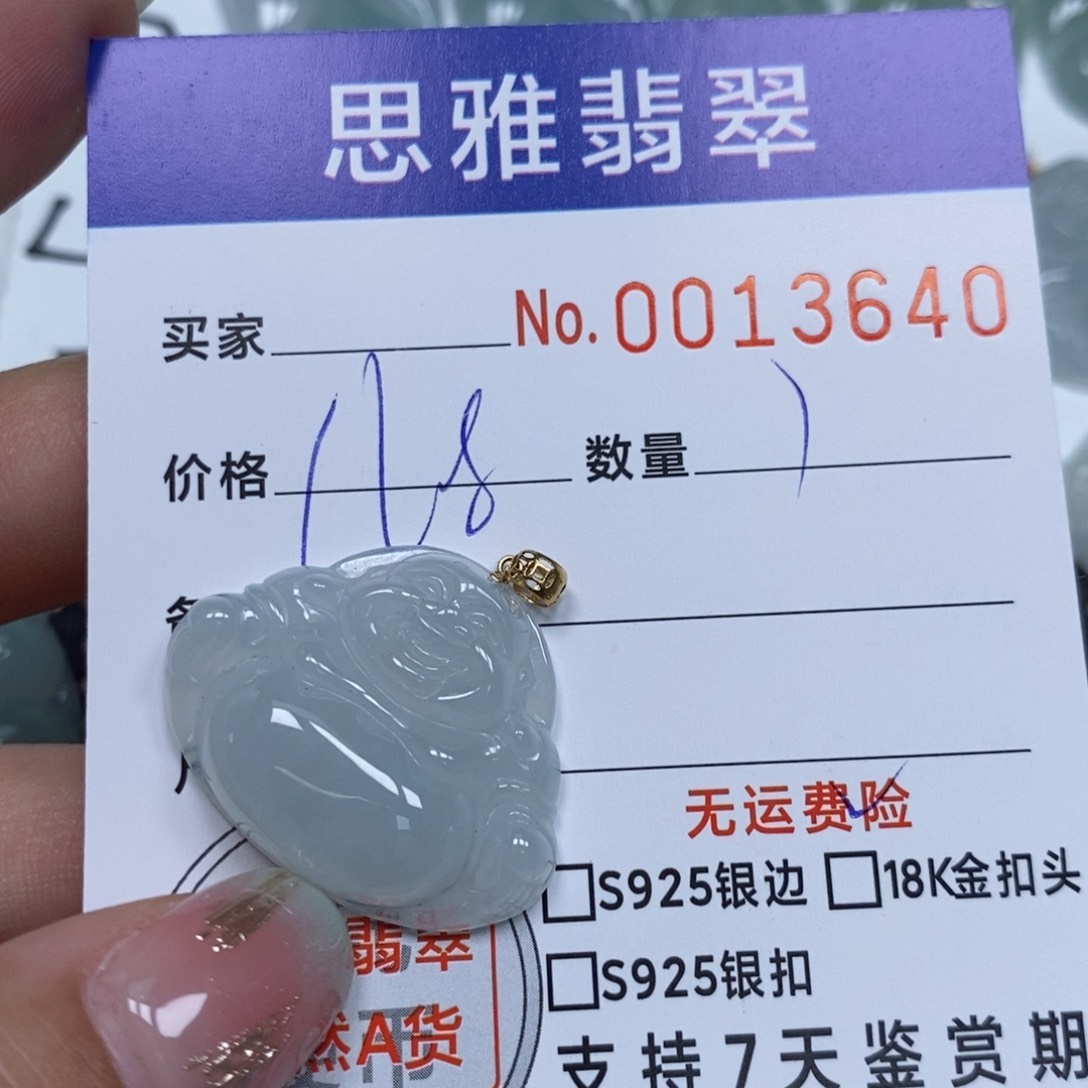 思雅翡翠
买家 No.0013640
价格 数量
无运费险
□S925银边 □18K金扣头
□S925银扣
翡翠
然A货
支持7天鉴赏期